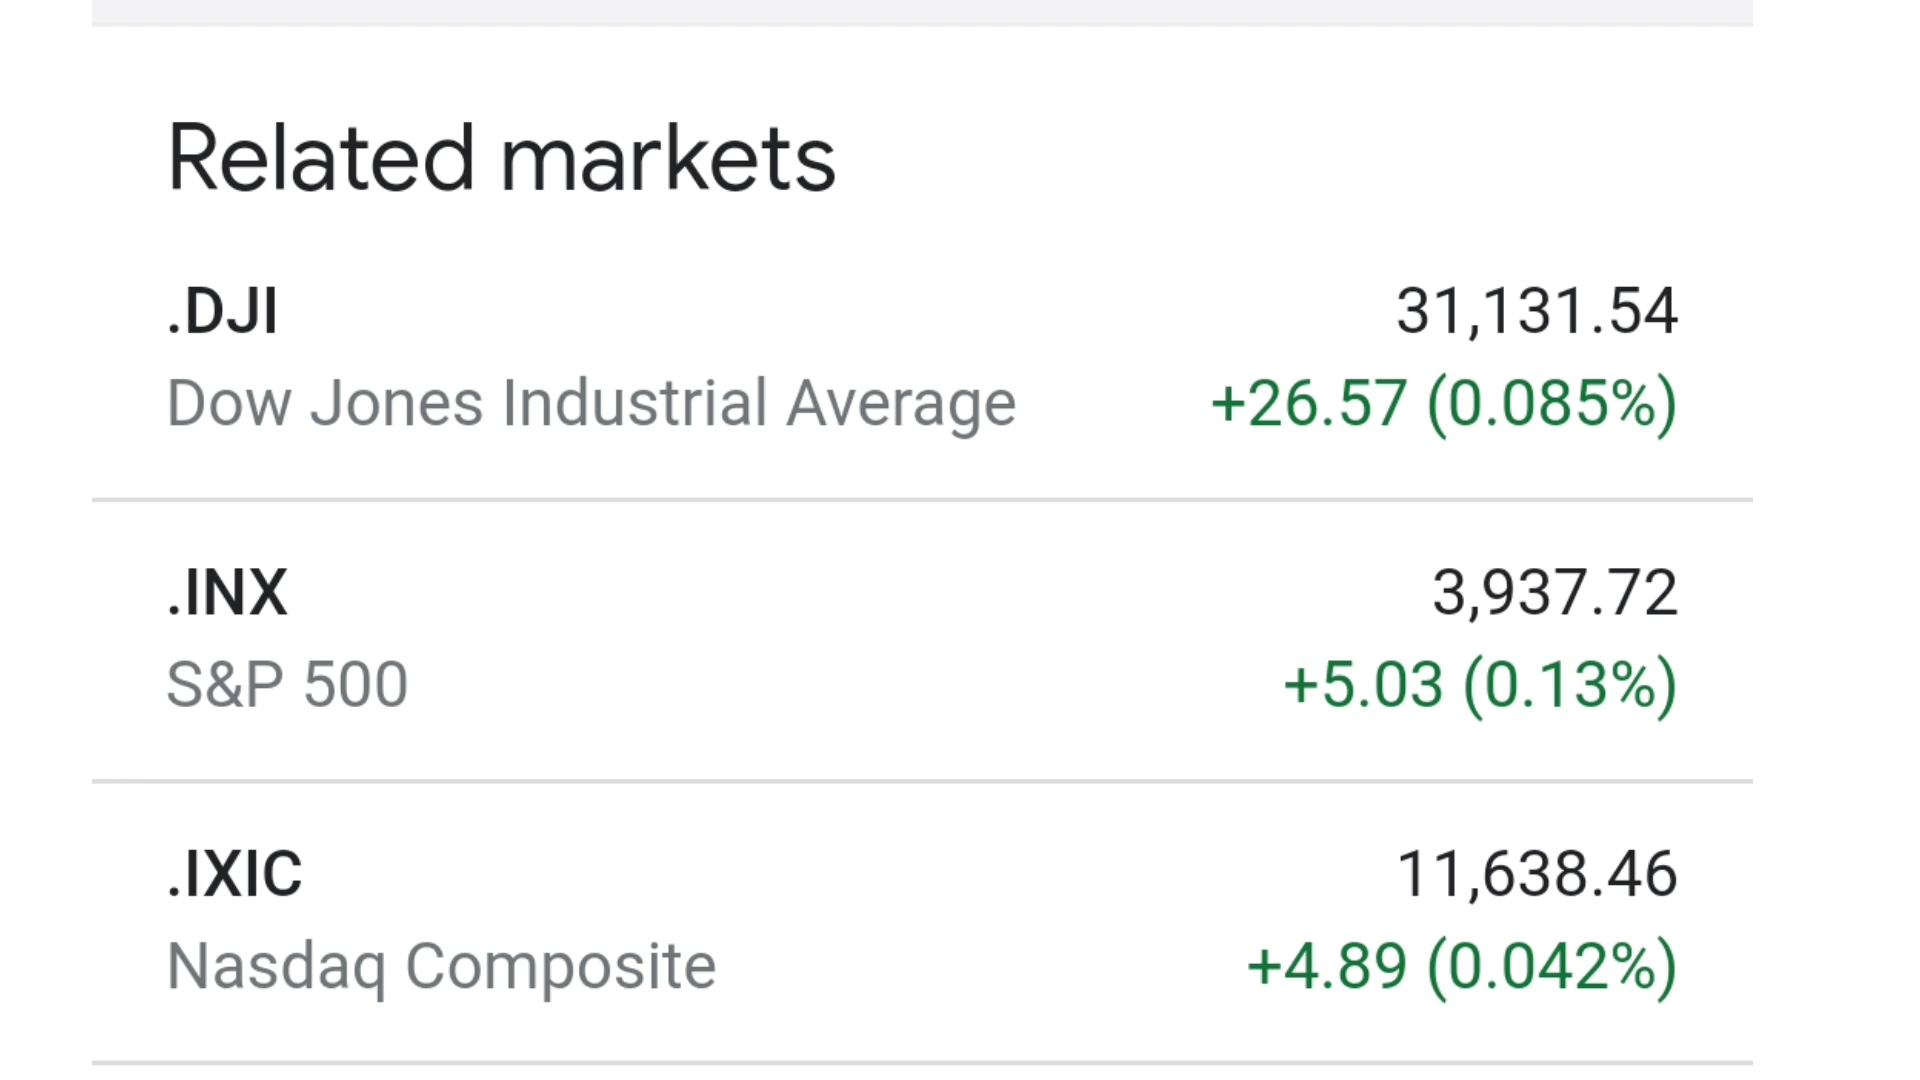 Related markets
.DJI 31,131.54
Dow Jones Industrial Average +26.57 (0.085%)
.INX 3,937.72
S&P 500 +5.03 (0.13%)
.IXIC 11,638.46
Nasdaq Composite +4.89 (0.042%)